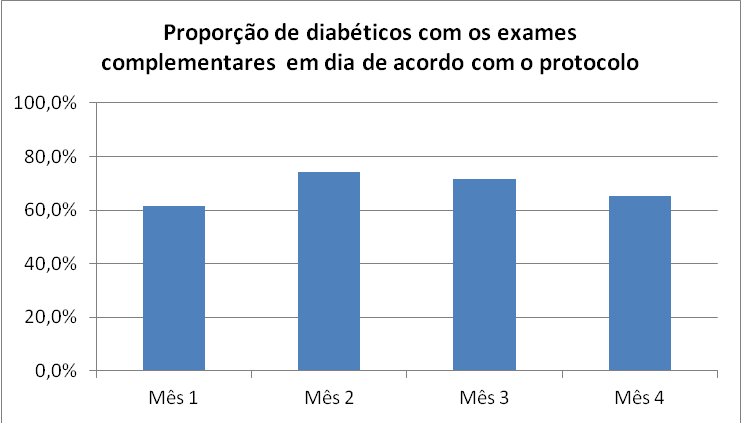 Proporção de diabéticos com os exames
complementares  em dia de acordo com o protocolo
100,0%
80,0%
60,0%
40,0%
20,0%
0,0%
Mês 1 Mês 2 Mês 3 Mês 4